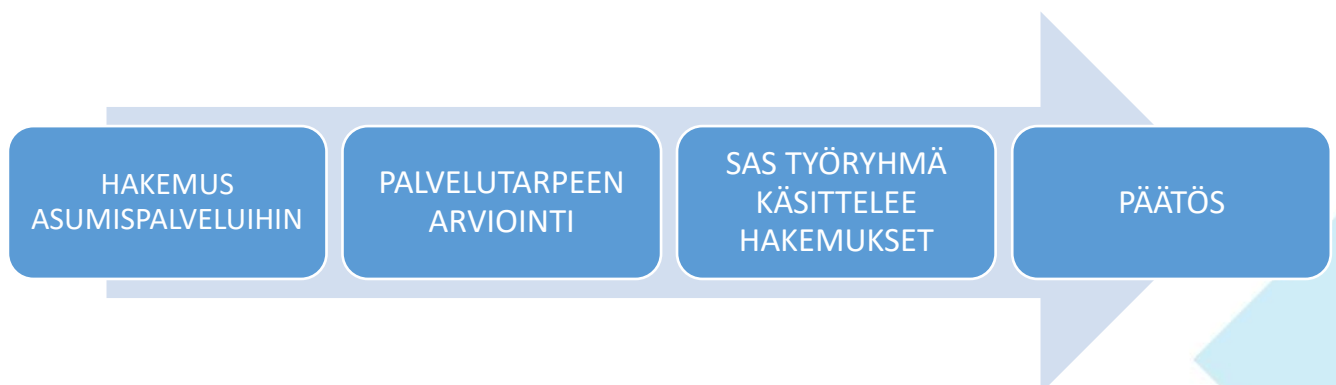 HAKEMUS
ASUMISPALVELUIHIN
PALVELUTARPEEN
ARVIOINTI
SAS TYÖRYHMÄ
KÄSITTELEE
HAKEMUKSET
PÄÄTÖS